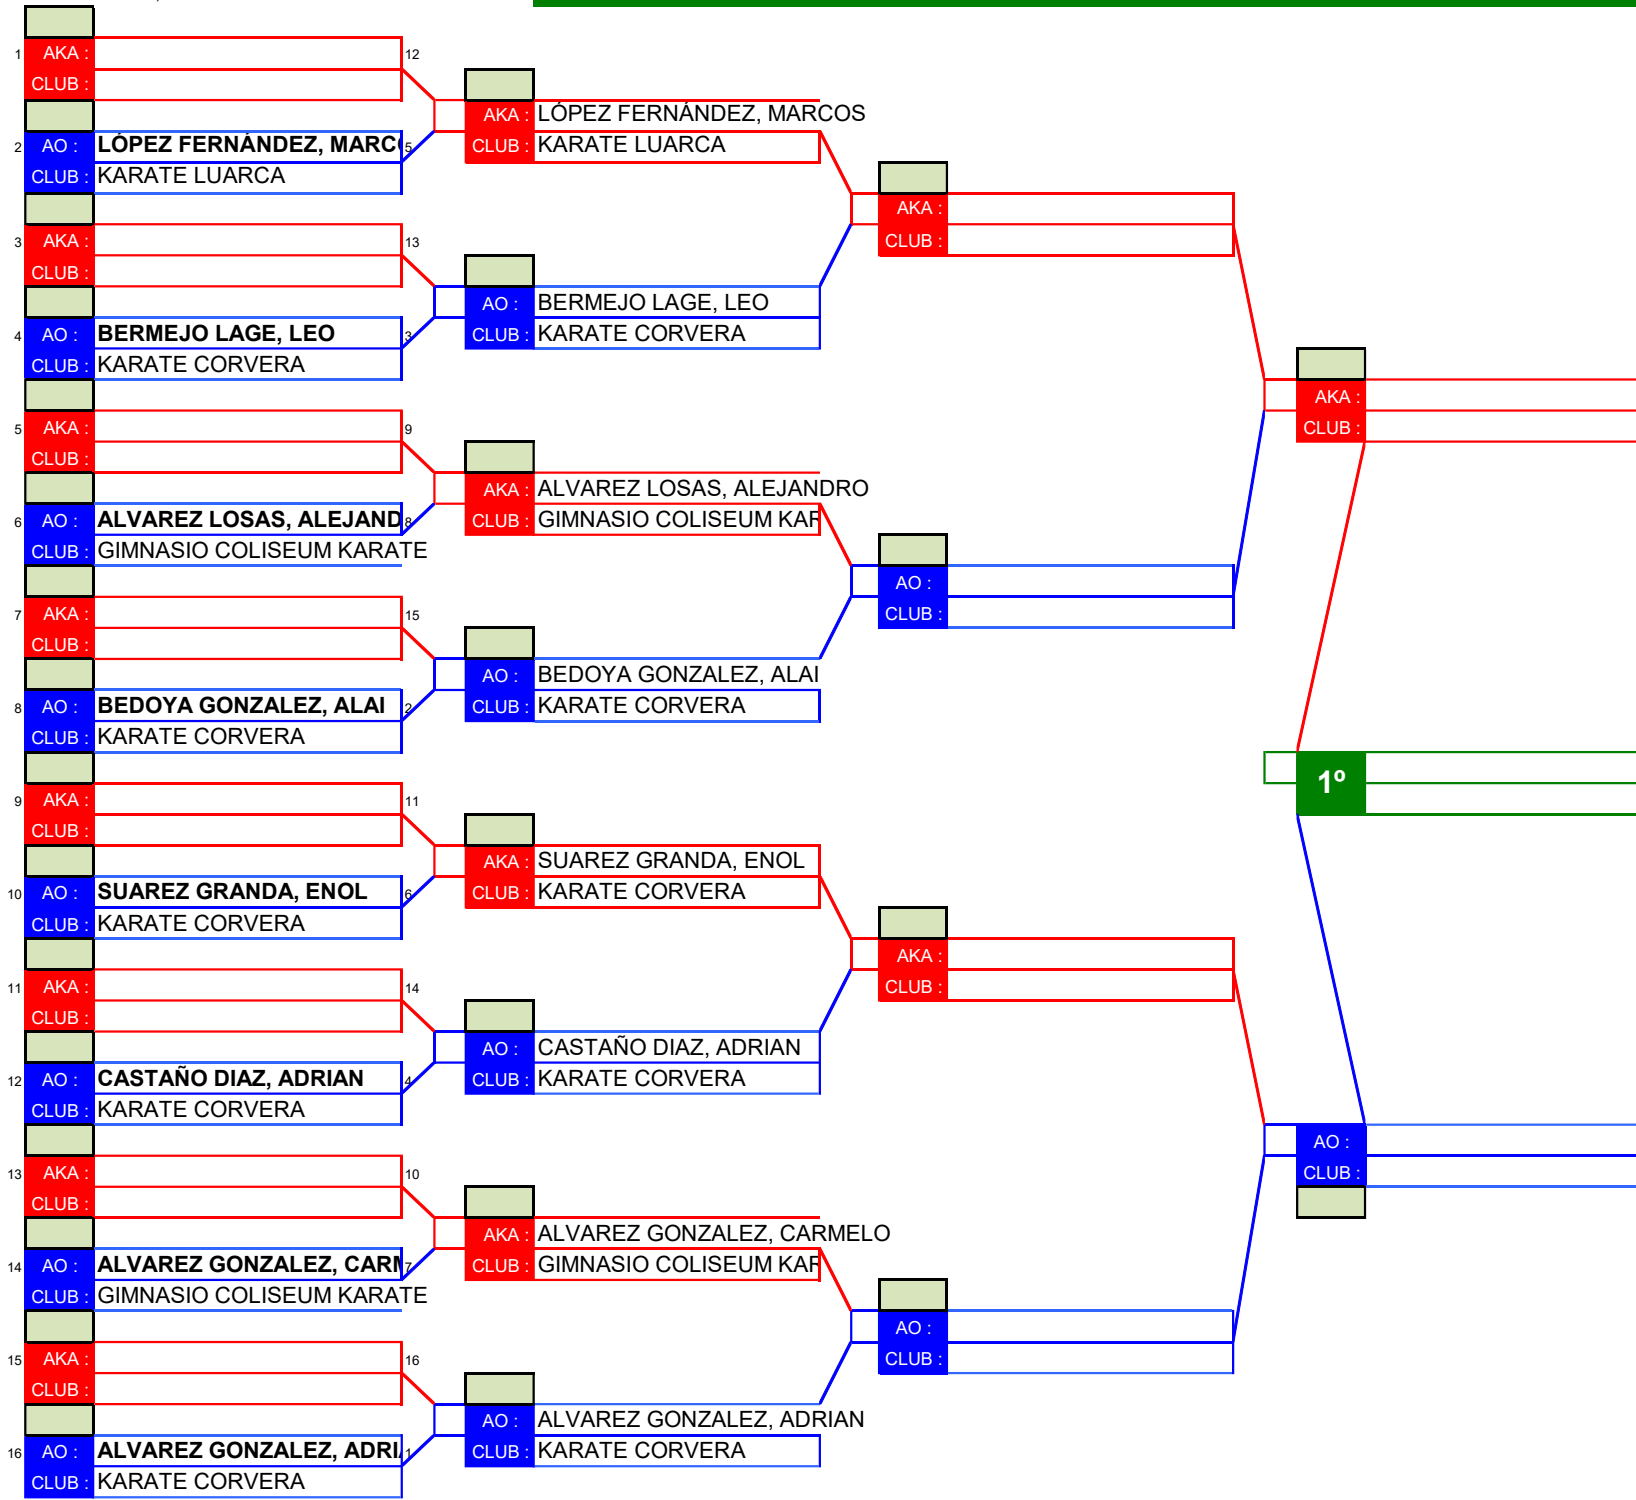 1 AKA : 12
CLUB :
2 AO : LÓPEZ FERNÁNDEZ, MARC 5
CLUB : KARATE LUARCA
3 AKA : 13
CLUB :
4 AO : BERMEJO LAGE, LEO 3
CLUB : KARATE CORVERA
5 AKA : 9
CLUB :
6 AO : ALVAREZ LOSAS, ALEJAND 8
CLUB : GIMNASIO COLISEUM KARATE
7 AKA : 15
CLUB :
8 AO : BEDOYA GONZALEZ, ALAI 2
CLUB : KARATE CORVERA
9 AKA : 11
CLUB :
10 AO : SUAREZ GRANDA, ENOL 6
CLUB : KARATE CORVERA
11 AKA : 14
CLUB :
12 AO : CASTAÑO DIAZ, ADRIAN 4
CLUB : KARATE CORVERA
13 AKA : 10
CLUB :
14 AO : ALVAREZ GONZALEZ, CARM 7
CLUB : GIMNASIO COLISEUM KARATE
15 AKA : 16
CLUB :
16 AO : ALVAREZ GONZALEZ, ADRIA 1
CLUB : KARATE CORVERA
AKA : LÓPEZ FERNÁNDEZ, MARCOS
CLUB : KARATE LUARCA
AO : BERMEJO LAGE, LEO
CLUB : KARATE CORVERA
AKA : ALVAREZ LOSAS, ALEJANDRO
CLUB : GIMNASIO COLISEUM KAR
AO : BEDOYA GONZALEZ, ALAI
CLUB : KARATE CORVERA
AKA : SUAREZ GRANDA, ENOL
CLUB : KARATE CORVERA
AO : CASTAÑO DIAZ, ADRIAN
CLUB : KARATE CORVERA
AKA : ALVAREZ GONZALEZ, CARMELO
CLUB : GIMNASIO COLISEUM KAR
AO : ALVAREZ GONZALEZ, ADRIAN
CLUB : KARATE CORVERA
AKA :
CLUB :
AO :
CLUB :
AKA :
CLUB :
AO :
CLUB :
AKA :
CLUB :
1º
AO :
CLUB :